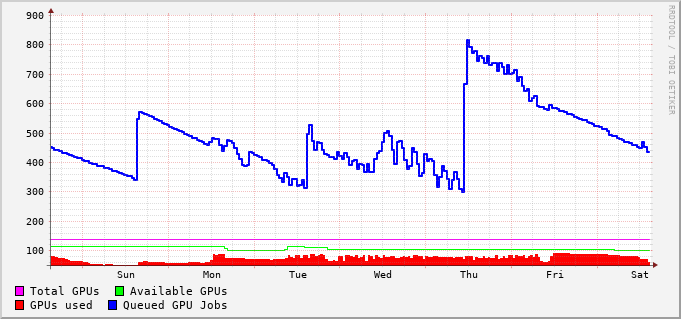 900
800
700
600
500
400
300
200
100
Sun Mon Tue Wed Thu Fri Sat
Total GPUs Available GPUs
GPUs used Queued GPU Jobs
RRDTOOL / TOBI OETIKER